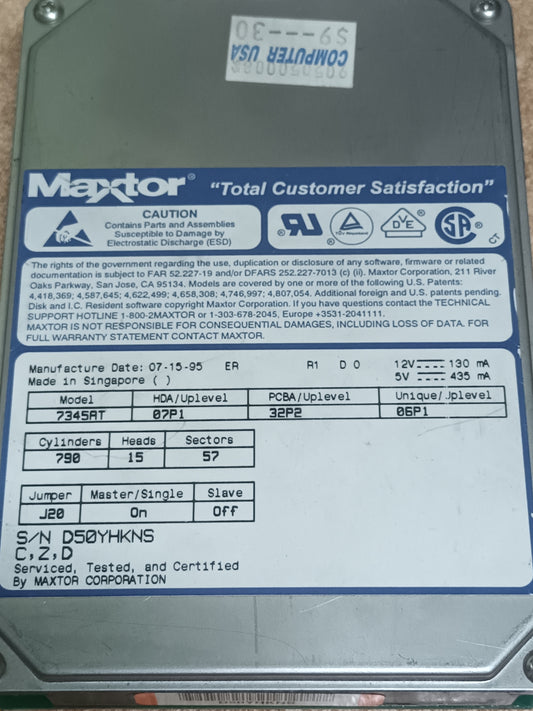 COMPUTER USA
S9---30
Maxtor® "Total Customer Satisfaction"
CAUTION
Contains Parts and Assemblies
Susceptible to Damage by
Electrostatic Discharge (ESD)
TÜV Rheinland
DVE
CT
The rights of the government regarding the use, duplication or disclosure of any software, firmware or related
documentation is subject to FAR 52.227-19 and/or DFARS 252.227-7013 (c) (ii). Maxtor Corporation, 211 River
Oaks Parkway, San Jose, CA 95134. Models are covered by one or more of the following U.S. Patents:
4,418,369; 4,587,645; 4,622,499; 4,658,308; 4,746,997; 4,807,054. Additional foreign and U.S. patents pending.
Disk and I.C. Resident software copyright Maxtor Corporation. If you have questions contact the TECHNICAL
SUPPORT HOTLINE 1-800-2MAXTOR or 1-303-678-2045, Europe +3531-2041111.
MAXTOR IS NOT RESPONSIBLE FOR CONSEQUENTIAL DAMAGES, INCLUDING LOSS OF DATA. FOR
FULL WARRANTY STATEMENT CONTACT MAXTOR.
Manufacture Date: 07-15-95 ER R1 D 0 12V 130 mA
Made in Singapore ( ) 5V 435 mA
Model HDA/Uplevel PCBA/Uplevel Unique/Uplevel
7345AT 07P1 32P2 06P1
Cylinders Heads Sectors
790 15 57
Jumper Master/Single Slave
J20 On Off
S/N D50YHKNS
C,Z,D
Serviced, Tested, and Certified
By MAXTOR CORPORATION
D50YHKNS